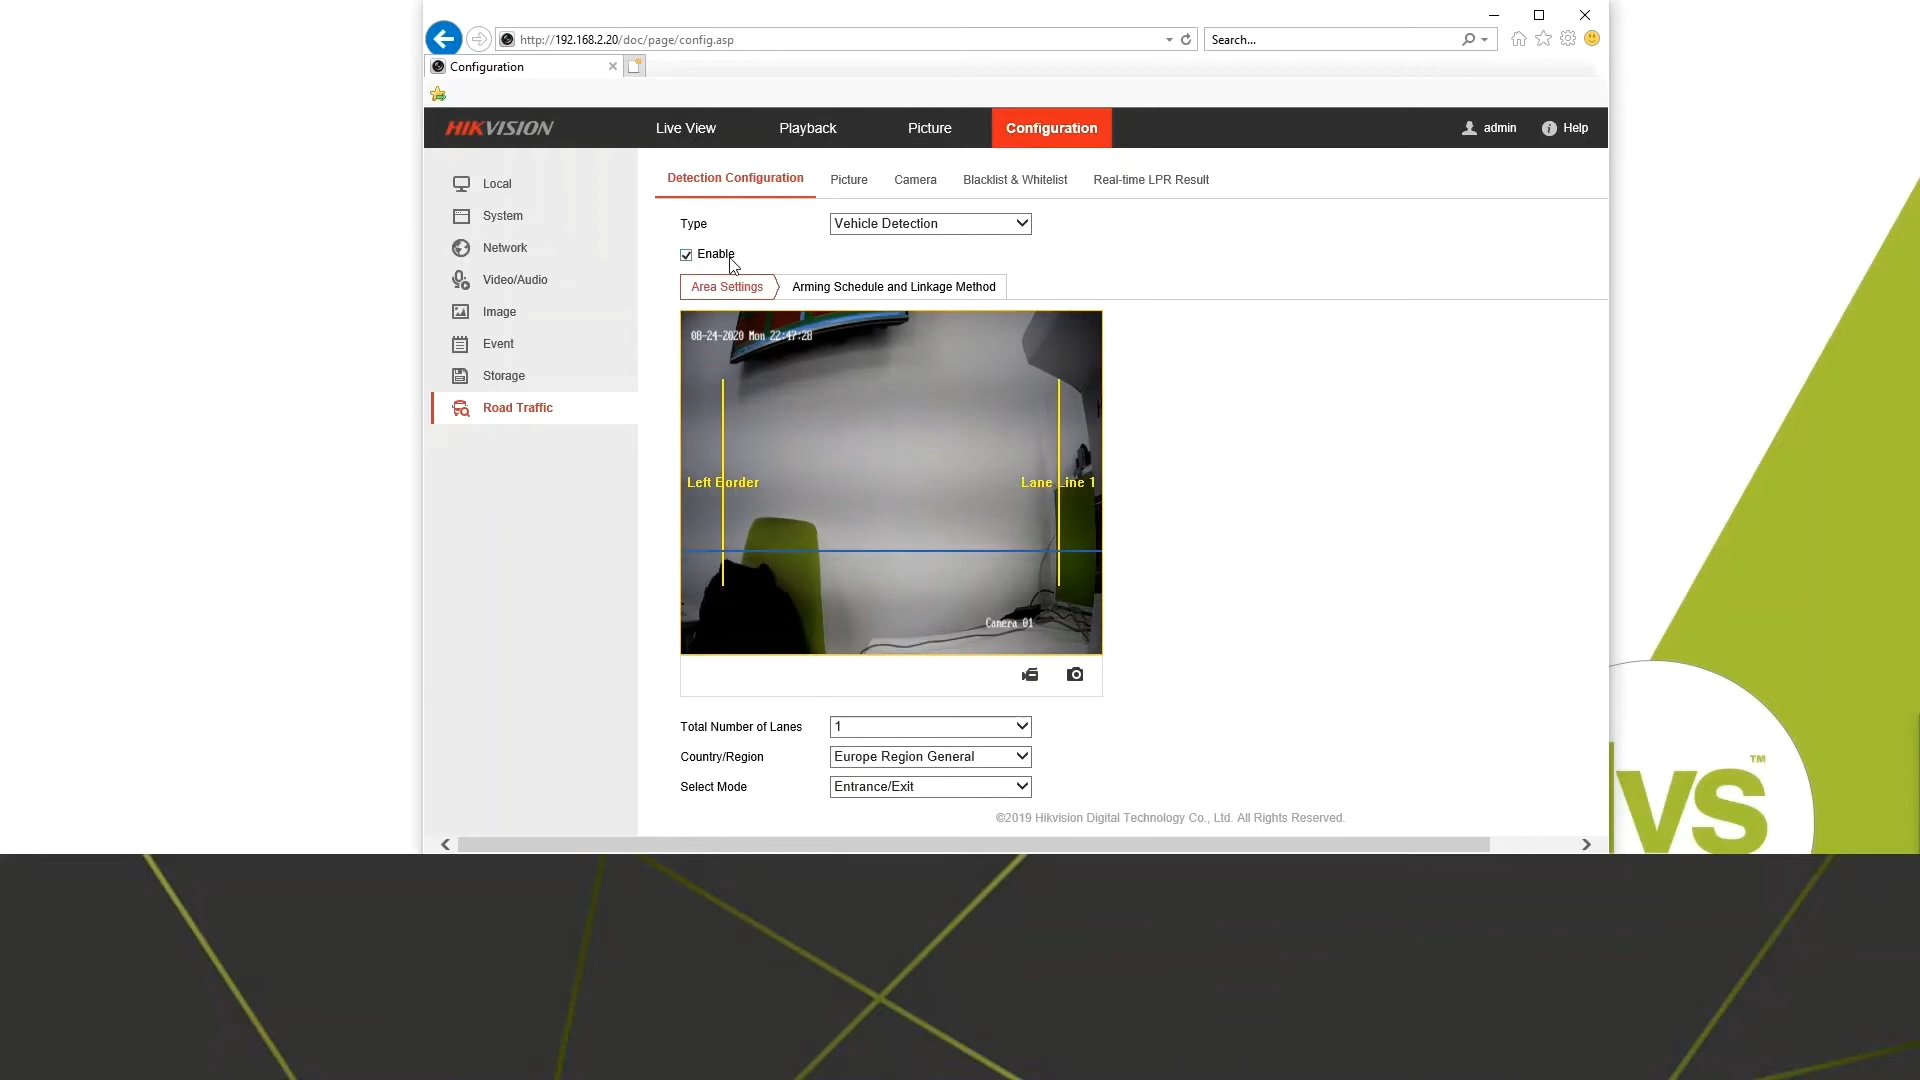 http://192.168.2.20/doc/page/config.asp
Search...
Configuration
HIKVISION
Live View
Playback
Picture
Configuration
admin
Help
Local
System
Network
Video/Audio
Image
Event
Storage
Road Traffic
Detection Configuration
Picture
Camera
Blacklist & Whitelist
Real-time LPR Result
Type
Vehicle Detection
Enable
Area Settings
Arming Schedule and Linkage Method
08-24-2020 Mon 22:47:28
Left Border
Lane Line 1
Camera 01
Total Number of Lanes
1
Country/Region
Europe Region General
Select Mode
Entrance/Exit
©2019 Hikvision Digital Technology Co., Ltd. All Rights Reserved.
VS
TM